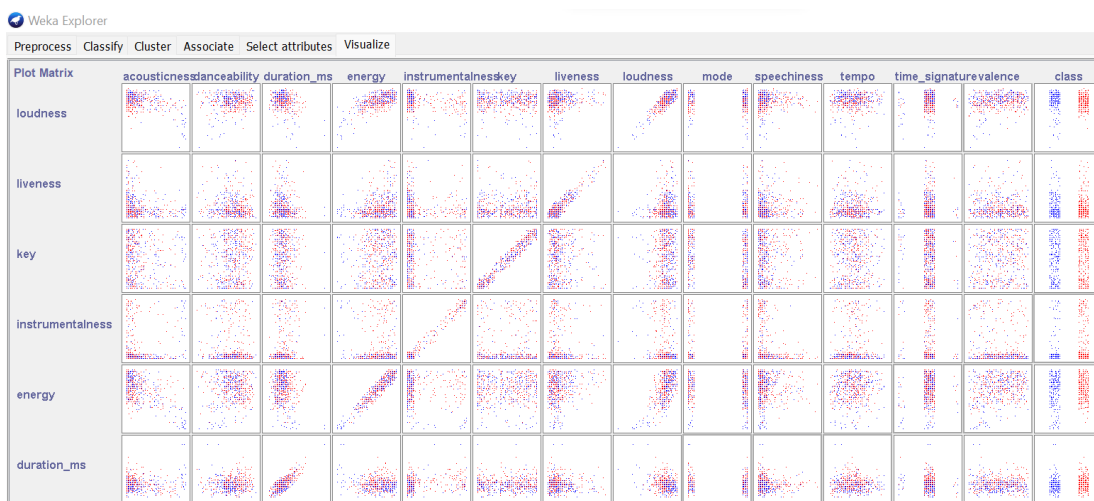 Weka Explorer
Preprocess Classify Cluster Associate Select attributes Visualize
Plot Matrix acousticness danceability duration_ms energy instrumentalness key liveness loudness mode speechiness tempo time_signature valence class
loudness
liveness
key
instrumentalness
energy
duration_ms